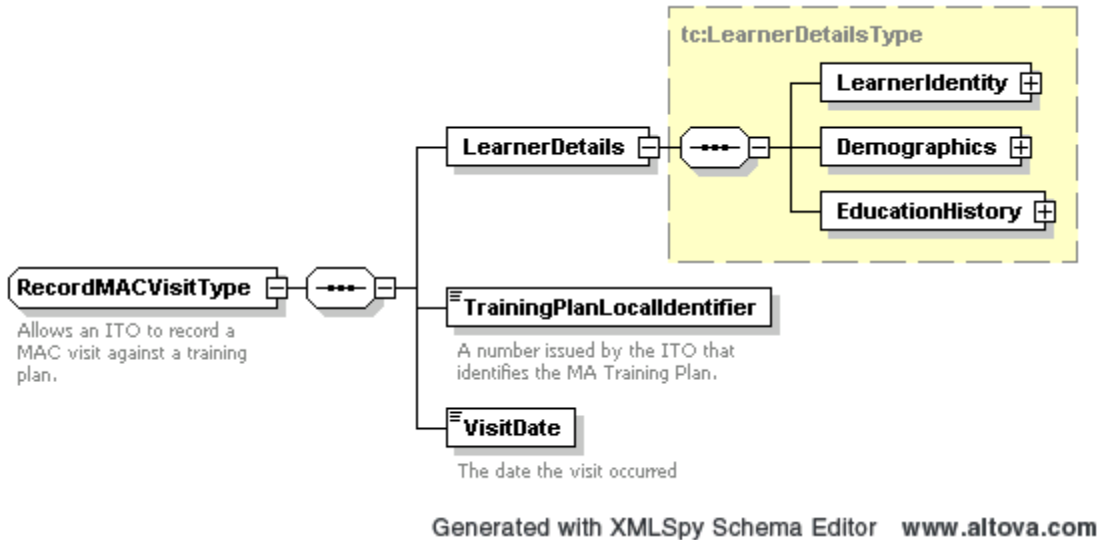 tc:LearnerDetailsType
LearnerIdentity
LearnerDetails
Demographics
EducationHistory
RecordMACVisitType
Allows an ITO to record a
MAC visit against a training
plan.
TrainingPlanLocalIdentifier
A number issued by the ITO that
identifies the MA Training Plan.
VisitDate
The date the visit occurred
Generated with XMLSpy Schema Editor www.altova.com